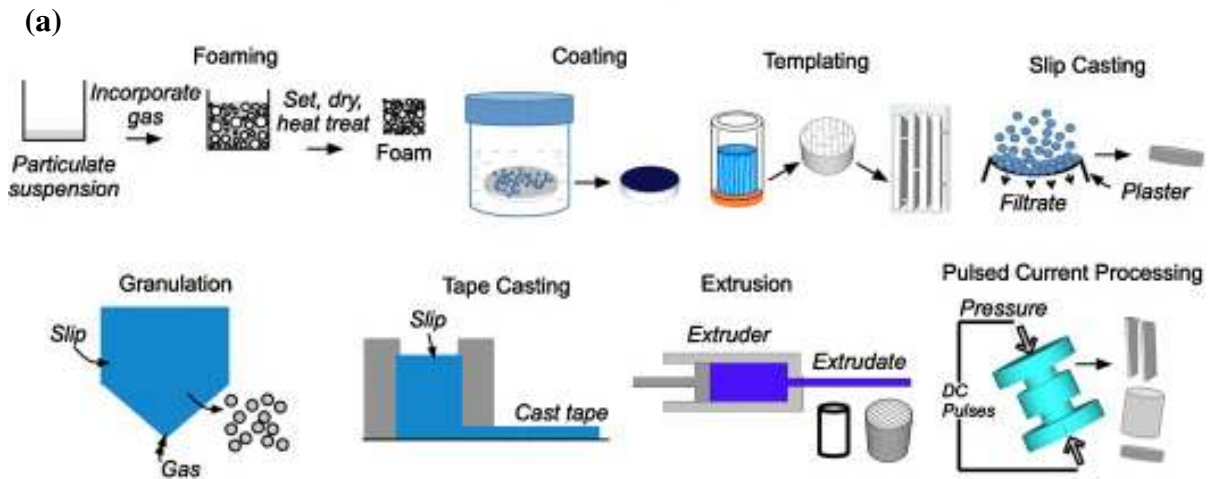 (a)
Foaming
Incorporate
gas
Set, dry,
heat treat
Foam
Particulate
suspension
Coating
Templating
Slip Casting
Filtrate
Plaster
Granulation
Slip
Gas
Tape Casting
Slip
Cast tape
Extrusion
Extruder
Extrudate
Pulsed Current Processing
Pressure
DC
Pulses